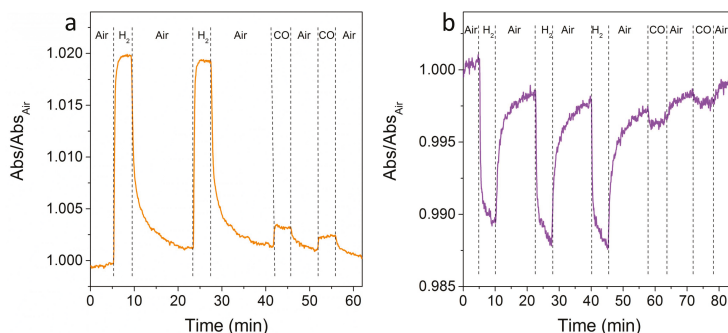 a
Air H₂ Air H₂ Air CO Air CO Air
1.020
1.015
1.010
1.005
1.000
Abs/Abs_Air
0 10 20 30 40 50 60
Time (min)
b
Air H₂ Air H₂ Air H₂ Air CO Air CO Air
1.000
0.995
0.990
0.985
Abs/Abs_Air
0 10 20 30 40 50 60 70 80
Time (min)